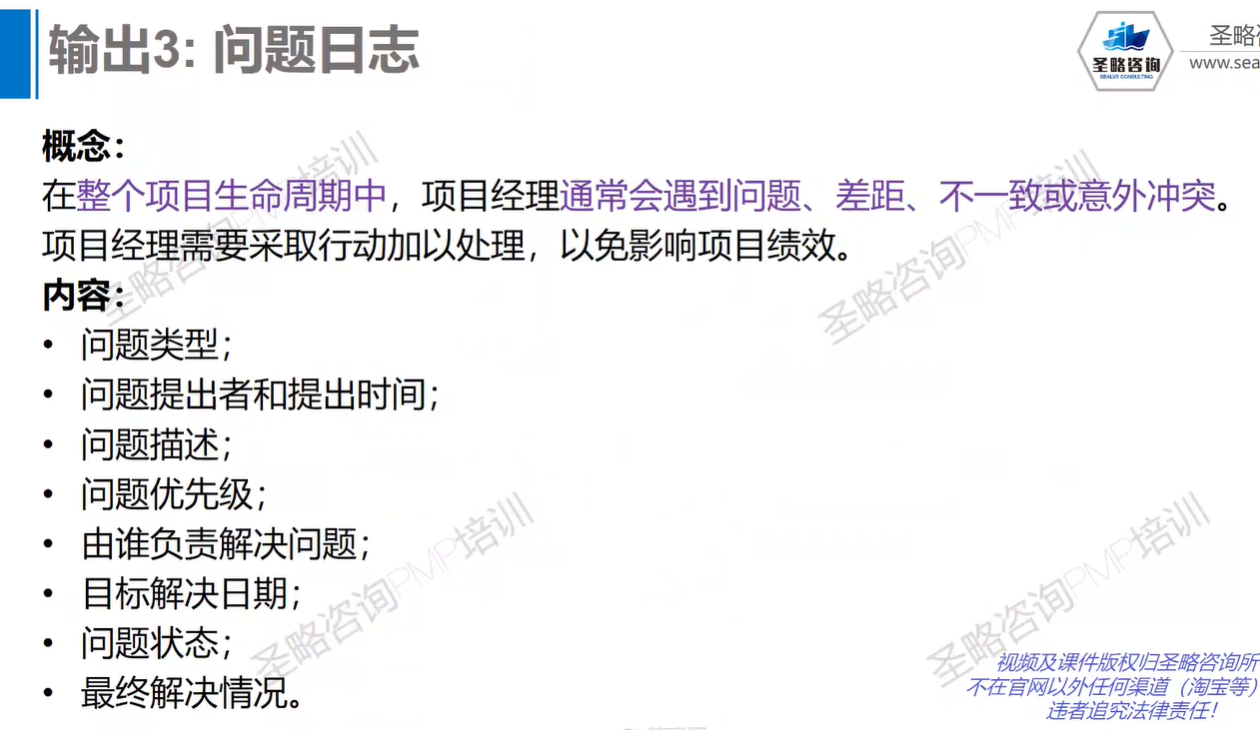 输出3: 问题日志
圣略咨询
SEALVE CONSULTING
圣略
www.sea
概念：
在整个项目生命周期中，项目经理通常会遇到问题、差距、不一致或意外冲突。
项目经理需要采取行动加以处理，以免影响项目绩效。
内容：
• 问题类型；
• 问题提出者和提出时间；
• 问题描述；
• 问题优先级；
• 由谁负责解决问题；
• 目标解决日期；
• 问题状态；
• 最终解决情况。
圣略咨询PMP培训
圣略咨询PMP培训
圣略咨询PMP培训
圣略咨询PMP培训
视频及课件版权归圣略咨询所
不在官网以外任何渠道（淘宝等）
违者追究法律责任！